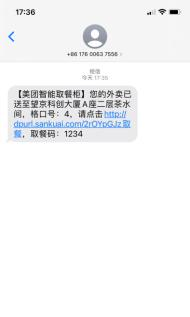 17:36
+86 176 0063 7556 >
短信
今天 17:35
【美团智能取餐柜】您的外卖已
送至望京科创大厦A座二层茶水
间，格口号：4，请点击http://
dpurl.sankuai.com/2rOYpGJz取
餐，取餐码：1234